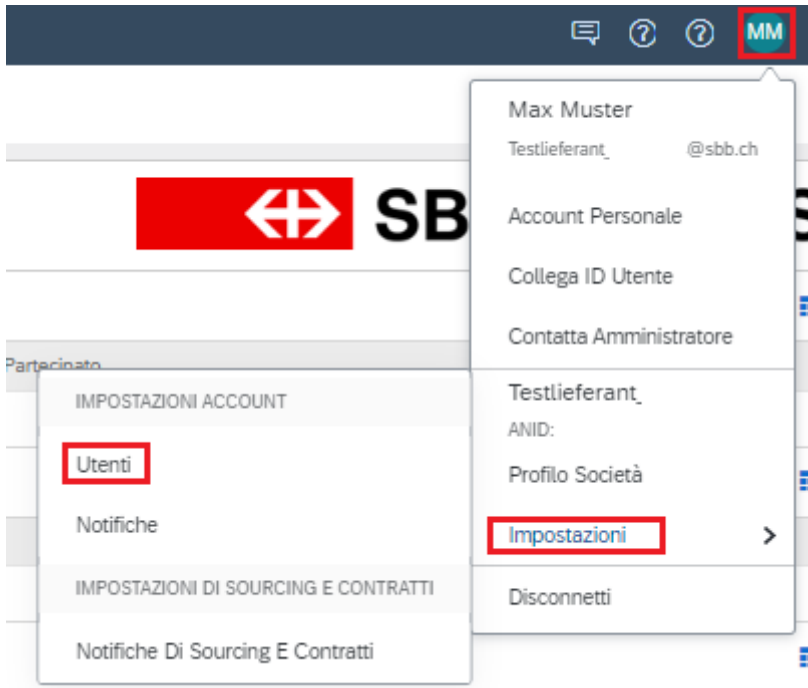 MM
Max Muster
Testlieferant_ @sbb.ch
SB
Account Personale
Collega ID Utente
Contatta Amministratore
Partecipato
Testlieferant_
ANID:
Profilo Società
Impostazioni
Disconnetti
IMPOSTAZIONI ACCOUNT
Utenti
Notifiche
IMPOSTAZIONI DI SOURCING E CONTRATTI
Notifiche Di Sourcing E Contratti